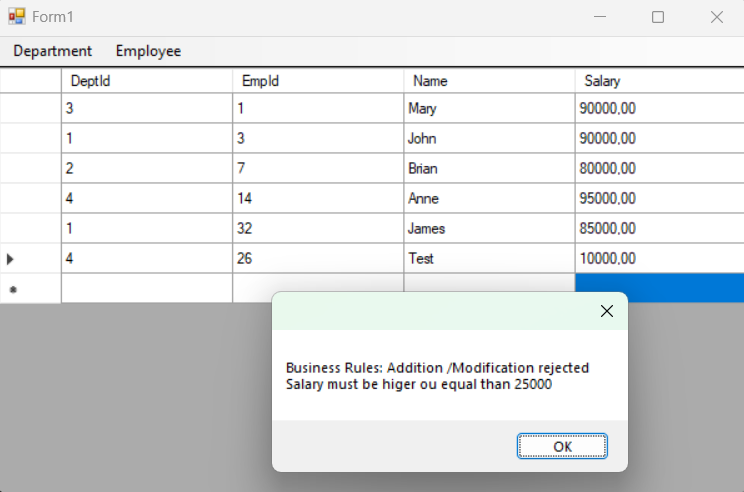 Form1
Department Employee
DeptId EmpId Name Salary
3 1 Mary 90000,00
1 3 John 90000,00
2 7 Brian 80000,00
4 14 Anne 95000,00
1 32 James 85000,00
4 26 Test 10000,00
Business Rules: Addition /Modification rejected
Salary must be higer ou equal than 25000
OK